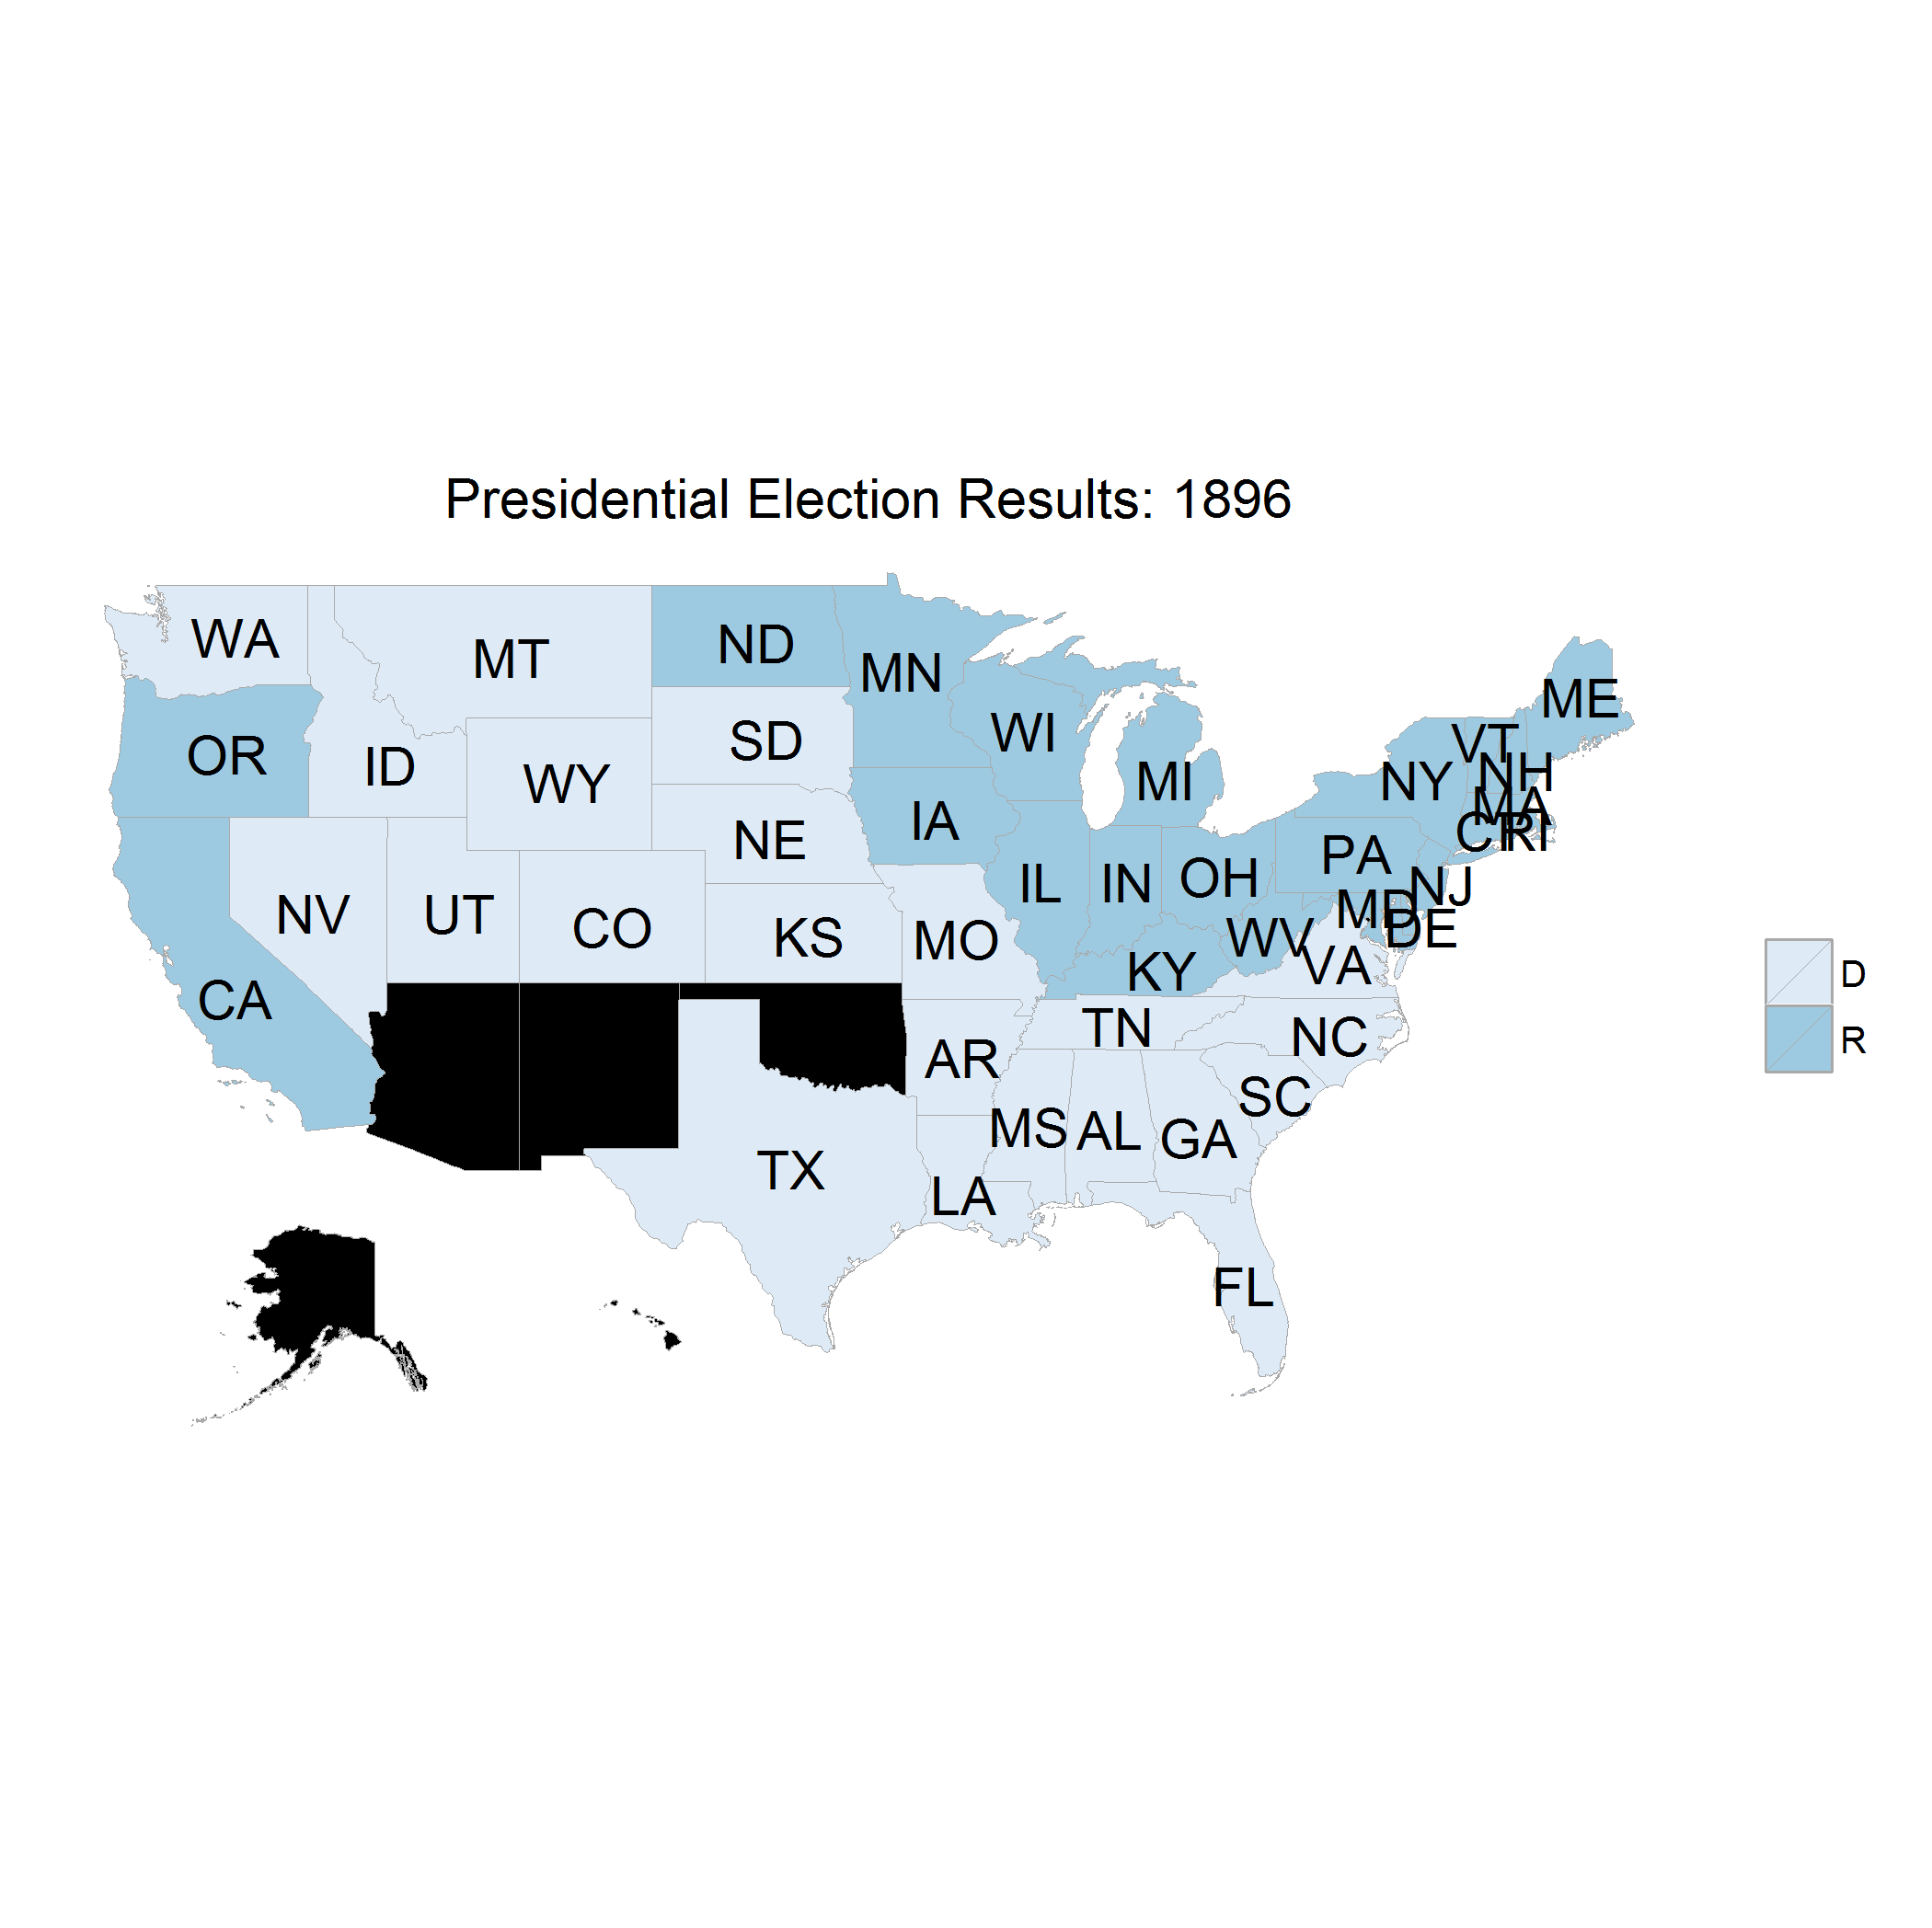 Presidential Election Results: 1896
WA
MT
ND
MN
ME
OR
ID
SD
WI
VT
WY
MI
NY
NH
MA
IA
NE
CT
RI
PA
IL
IN
OH
NJ
NV
UT
CO
KS
MO
MD
DE
WV
VA
KY
CA
D
R
TN
NC
AR
SC
MS
AL
GA
TX
LA
FL